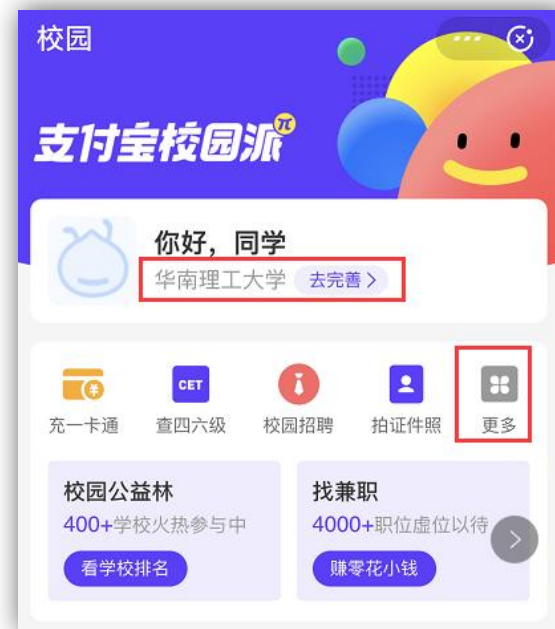 校园
支付宝校园派π
你好，同学
华南理工大学 去完善 >
CET
充一卡通 查四六级 校园招聘 拍证件照 更多
校园公益林 找兼职
400+学校火热参与中 4000+职位虚位以待
看学校排名 赚零花小钱